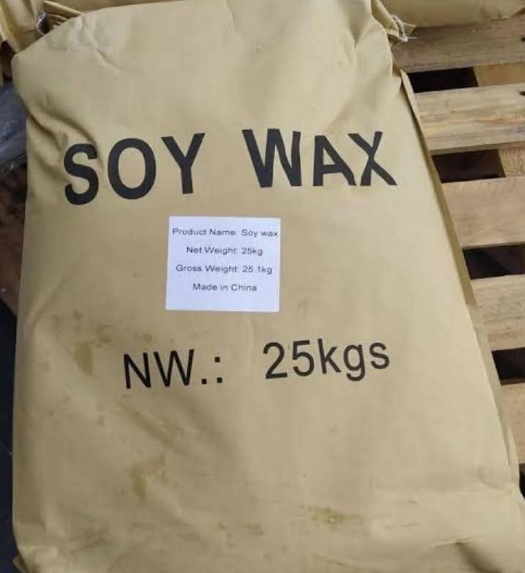 SOY WAX
Product Name: Soy wax
Net Weight: 25kg
Gross Weight: 25.1kg
Made in China
NW.: 25kgs